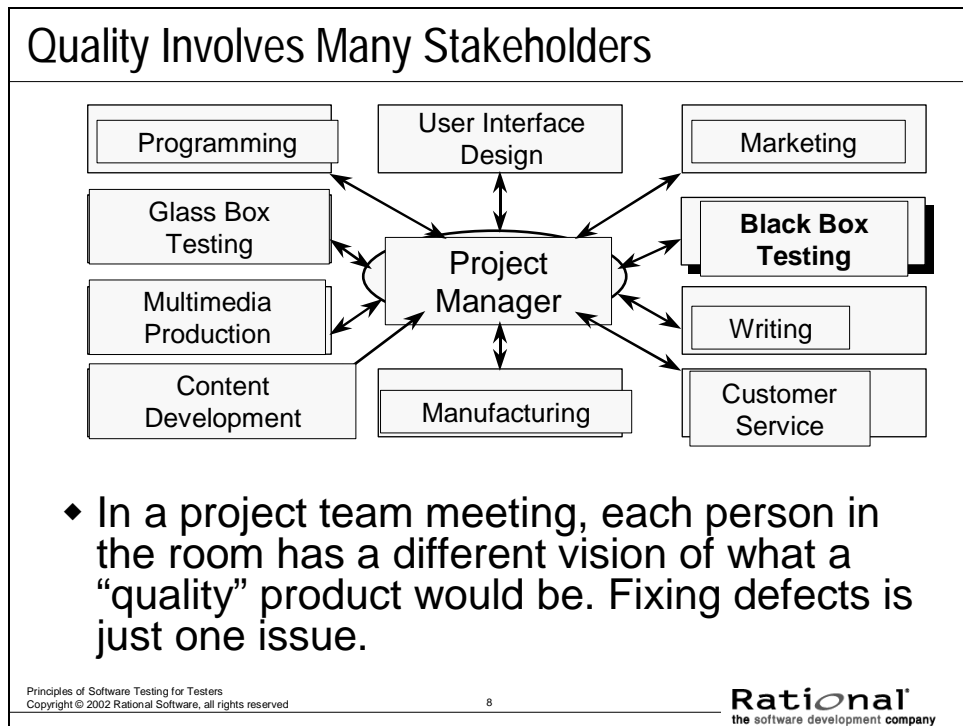 Quality Involves Many Stakeholders
Programming
User Interface
Design
Marketing
Glass Box
Testing
Black Box
Testing
Project
Manager
Multimedia
Production
Writing
Content
Development
Manufacturing
Customer
Service
◆ In a project team meeting, each person in
the room has a different vision of what a
“quality” product would be. Fixing defects is
just one issue.
Principles of Software Testing for Testers
Copyright © 2002 Rational Software, all rights reserved
8
Rational
the software development company